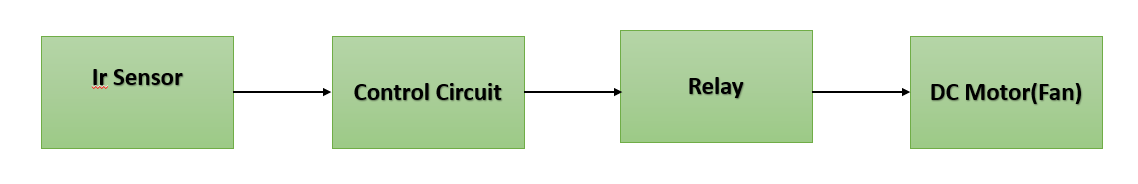 Ir Sensor
Control Circuit
Relay
DC Motor(Fan)